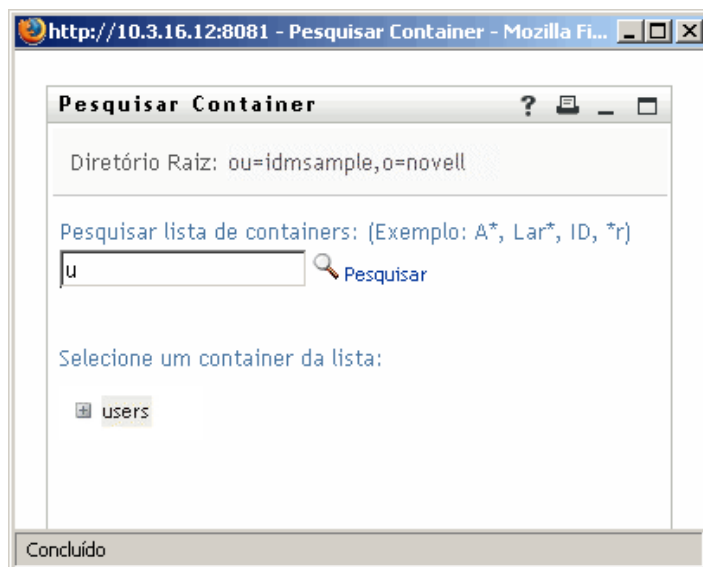 http://10.3.16.12:8081 - Pesquisar Container - Mozilla Fi...
Pesquisar Container
Diretório Raiz: ou=idmsample,o=novell
Pesquisar lista de containers: (Exemplo: A*, Lar*, ID, *r)
u
Pesquisar
Selecione um container da lista:
users
Concluído